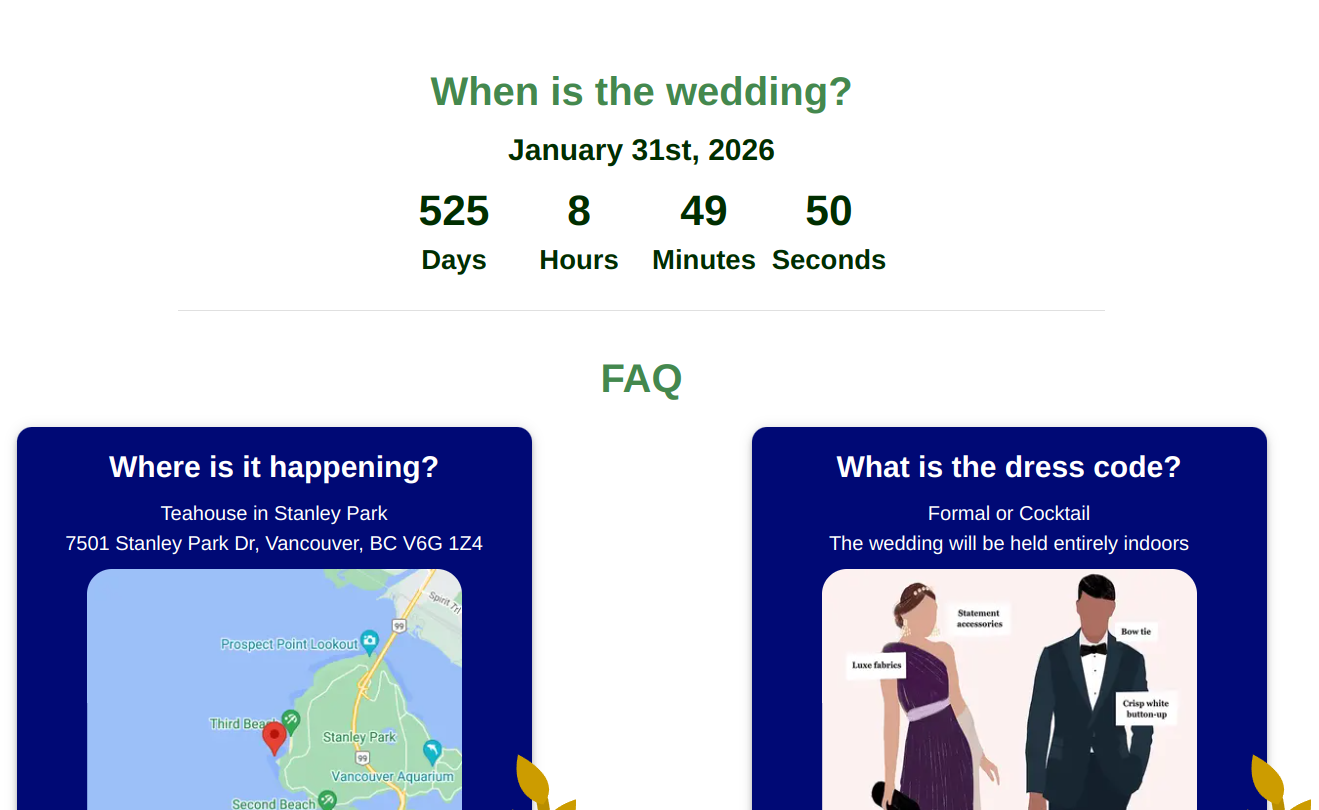 When is the wedding?
January 31st, 2026
525 8 49 50
Days Hours Minutes Seconds
FAQ
Where is it happening?
Teahouse in Stanley Park
7501 Stanley Park Dr, Vancouver, BC V6G 1Z4
Spirit Trl
99
Prospect Point Lookout
Third Beach
Stanley Park
99
Vancouver Aquarium
Second Beach
What is the dress code?
Formal or Cocktail
The wedding will be held entirely indoors
Statement
accessories
Bow tie
Luxe fabrics
Crisp white
button-up